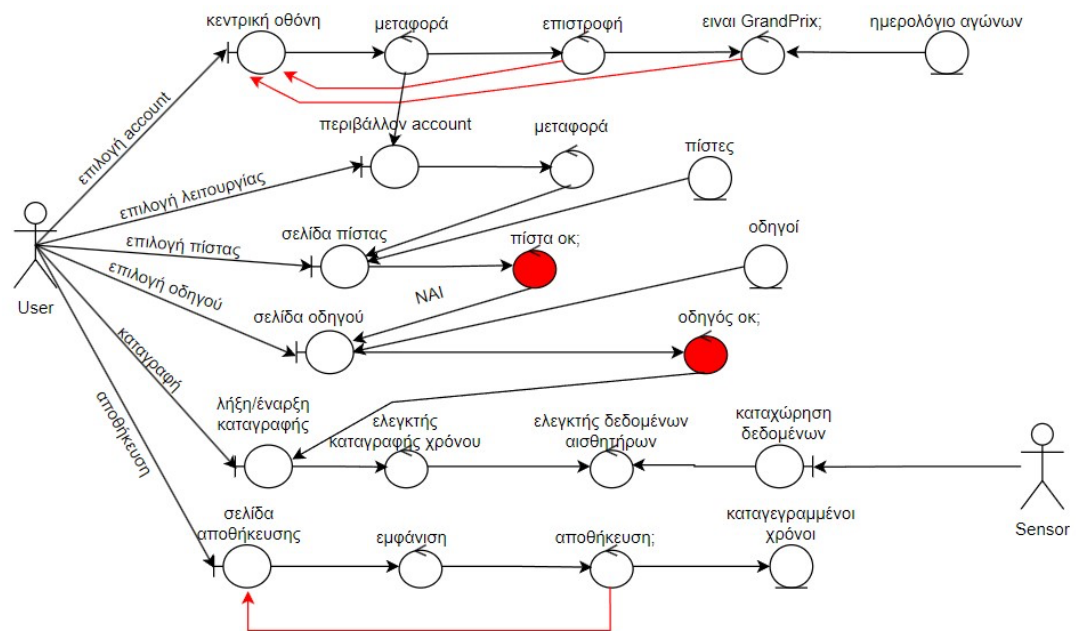 κεντρική οθόνη
μεταφορά
επιστροφή
ειναι GrandPrix;
ημερολόγιο αγώνων
επιλογή account
περιβάλλον account
μεταφορά
πίστες
επιλογή λειτουργίας
σελίδα πίστας
πίστα οκ;
οδηγοί
επιλογή πίστας
User
επιλογή οδηγού
ΝΑΙ
σελίδα οδηγού
οδηγός οκ;
καταγραφή
λήξη/έναρξη
καταγραφής
ελεγκτής
καταγραφής χρόνου
ελεγκτής δεδομένων
αισθητήρων
καταχώρηση
δεδομένων
αποθήκευση
Sensor
σελίδα
αποθήκευσης
εμφάνιση
αποθήκευση;
καταγεγραμμένοι
χρόνοι